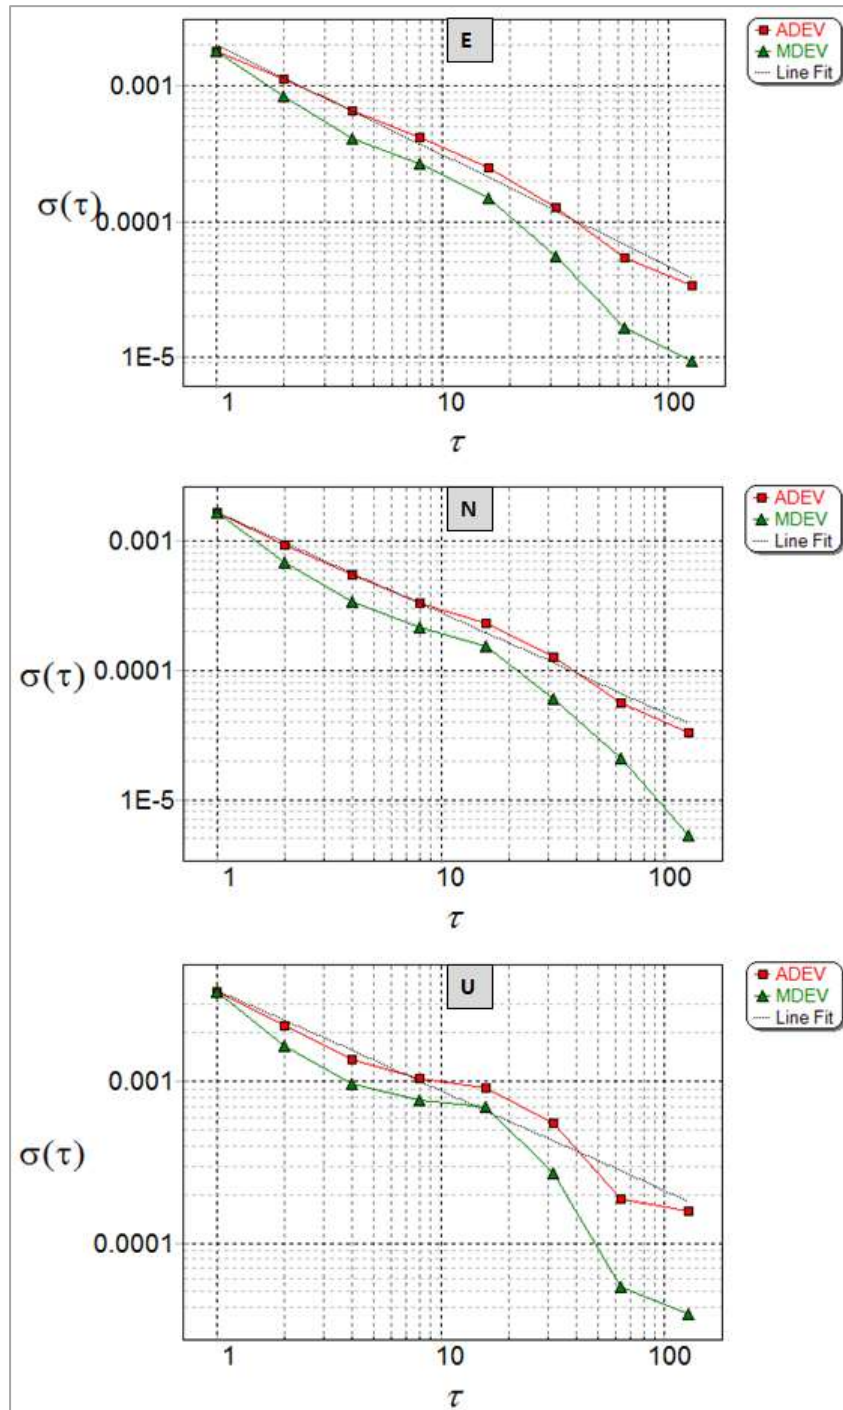 E
ADEV
MDEV
Line Fit
0.001
σ(τ)
0.0001
1E-5
1 10 100
τ
N
ADEV
MDEV
Line Fit
0.001
σ(τ)
0.0001
1E-5
1 10 100
τ
U
ADEV
MDEV
Line Fit
0.001
σ(τ)
0.0001
1 10 100
τ